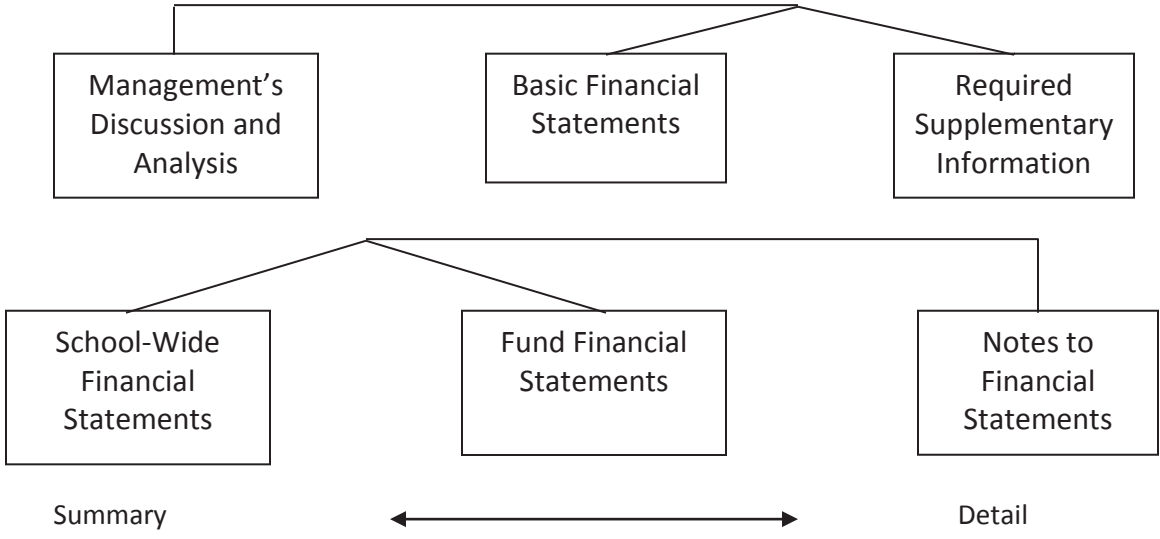 Management’s
Discussion and
Analysis
Basic Financial
Statements
Required
Supplementary
Information
School-Wide
Financial
Statements
Fund Financial
Statements
Notes to
Financial
Statements
Summary
Detail